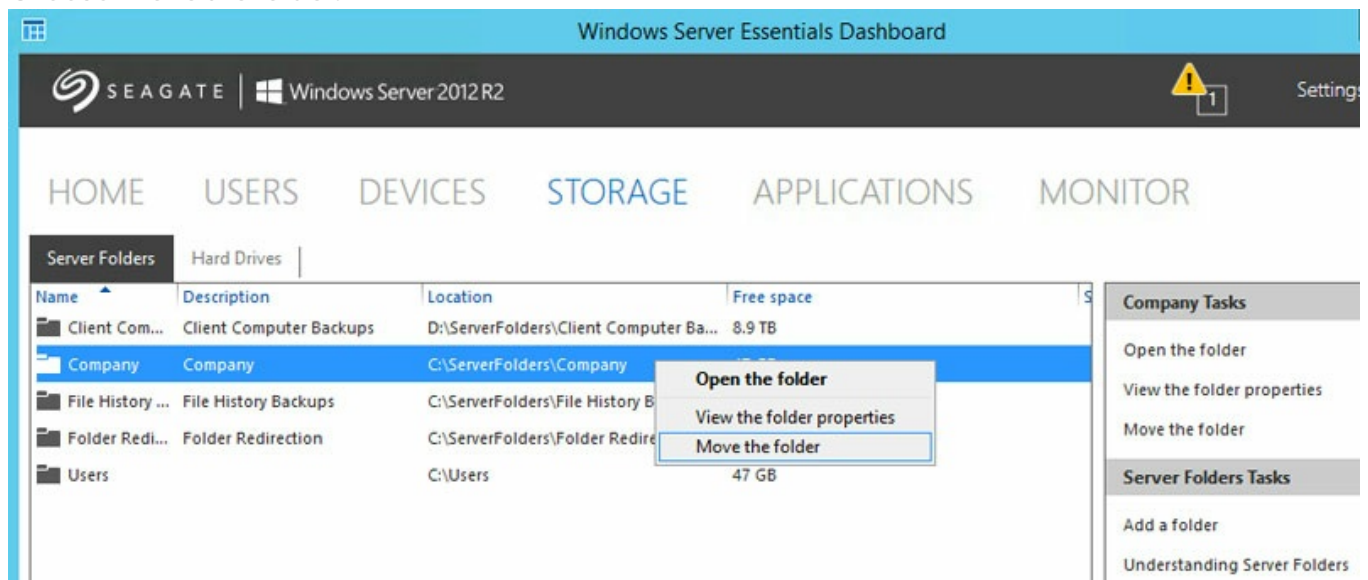 Windows Server Essentials Dashboard
SEAGATE Windows Server 2012 R2
1
Settings
HOME USERS DEVICES STORAGE APPLICATIONS MONITOR
Server Folders Hard Drives
Name Description Location Free space S
Client Com... Client Computer Backups D:\ServerFolders\Client Computer Ba... 8.9 TB
Company Company C:\ServerFolders\Company
File History ... File History Backups C:\ServerFolders\File History B
Folder Redi... Folder Redirection C:\ServerFolders\Folder Redire
Users C:\Users 47 GB
Open the folder
View the folder properties
Move the folder
Company Tasks
Open the folder
View the folder properties
Move the folder
Server Folders Tasks
Add a folder
Understanding Server Folders